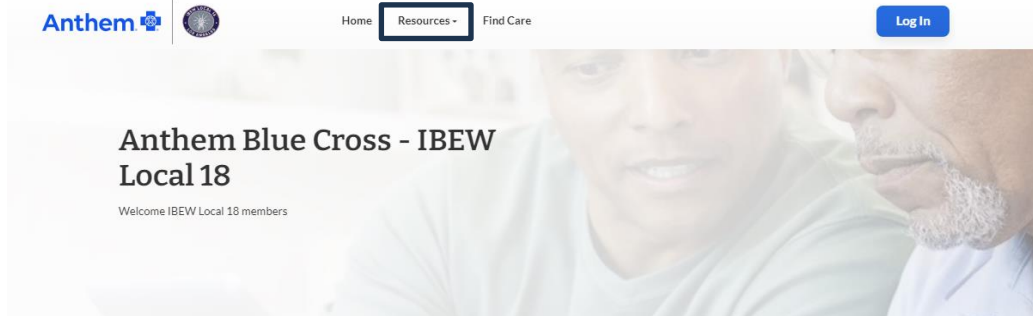 Anthem
Home Resources Find Care
Log In
Anthem Blue Cross - IBEW
Local 18
Welcome IBEW Local 18 members